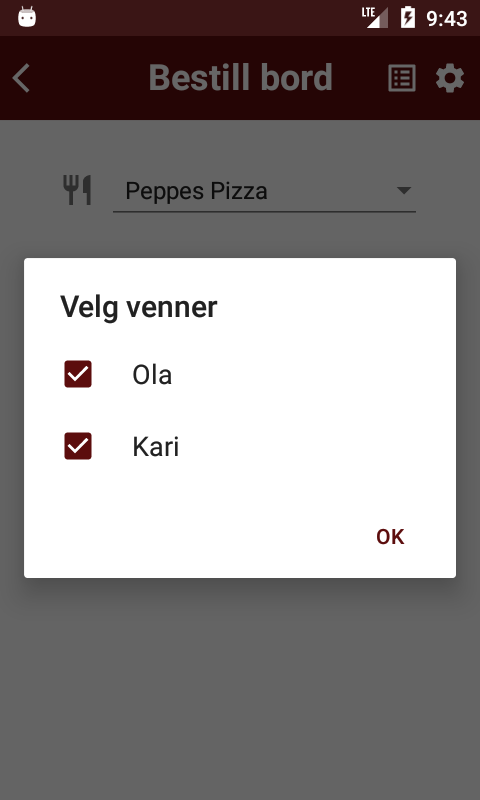 LTE 9:43
Bestill bord
Peppes Pizza
Velg venner
Ola
Kari
OK